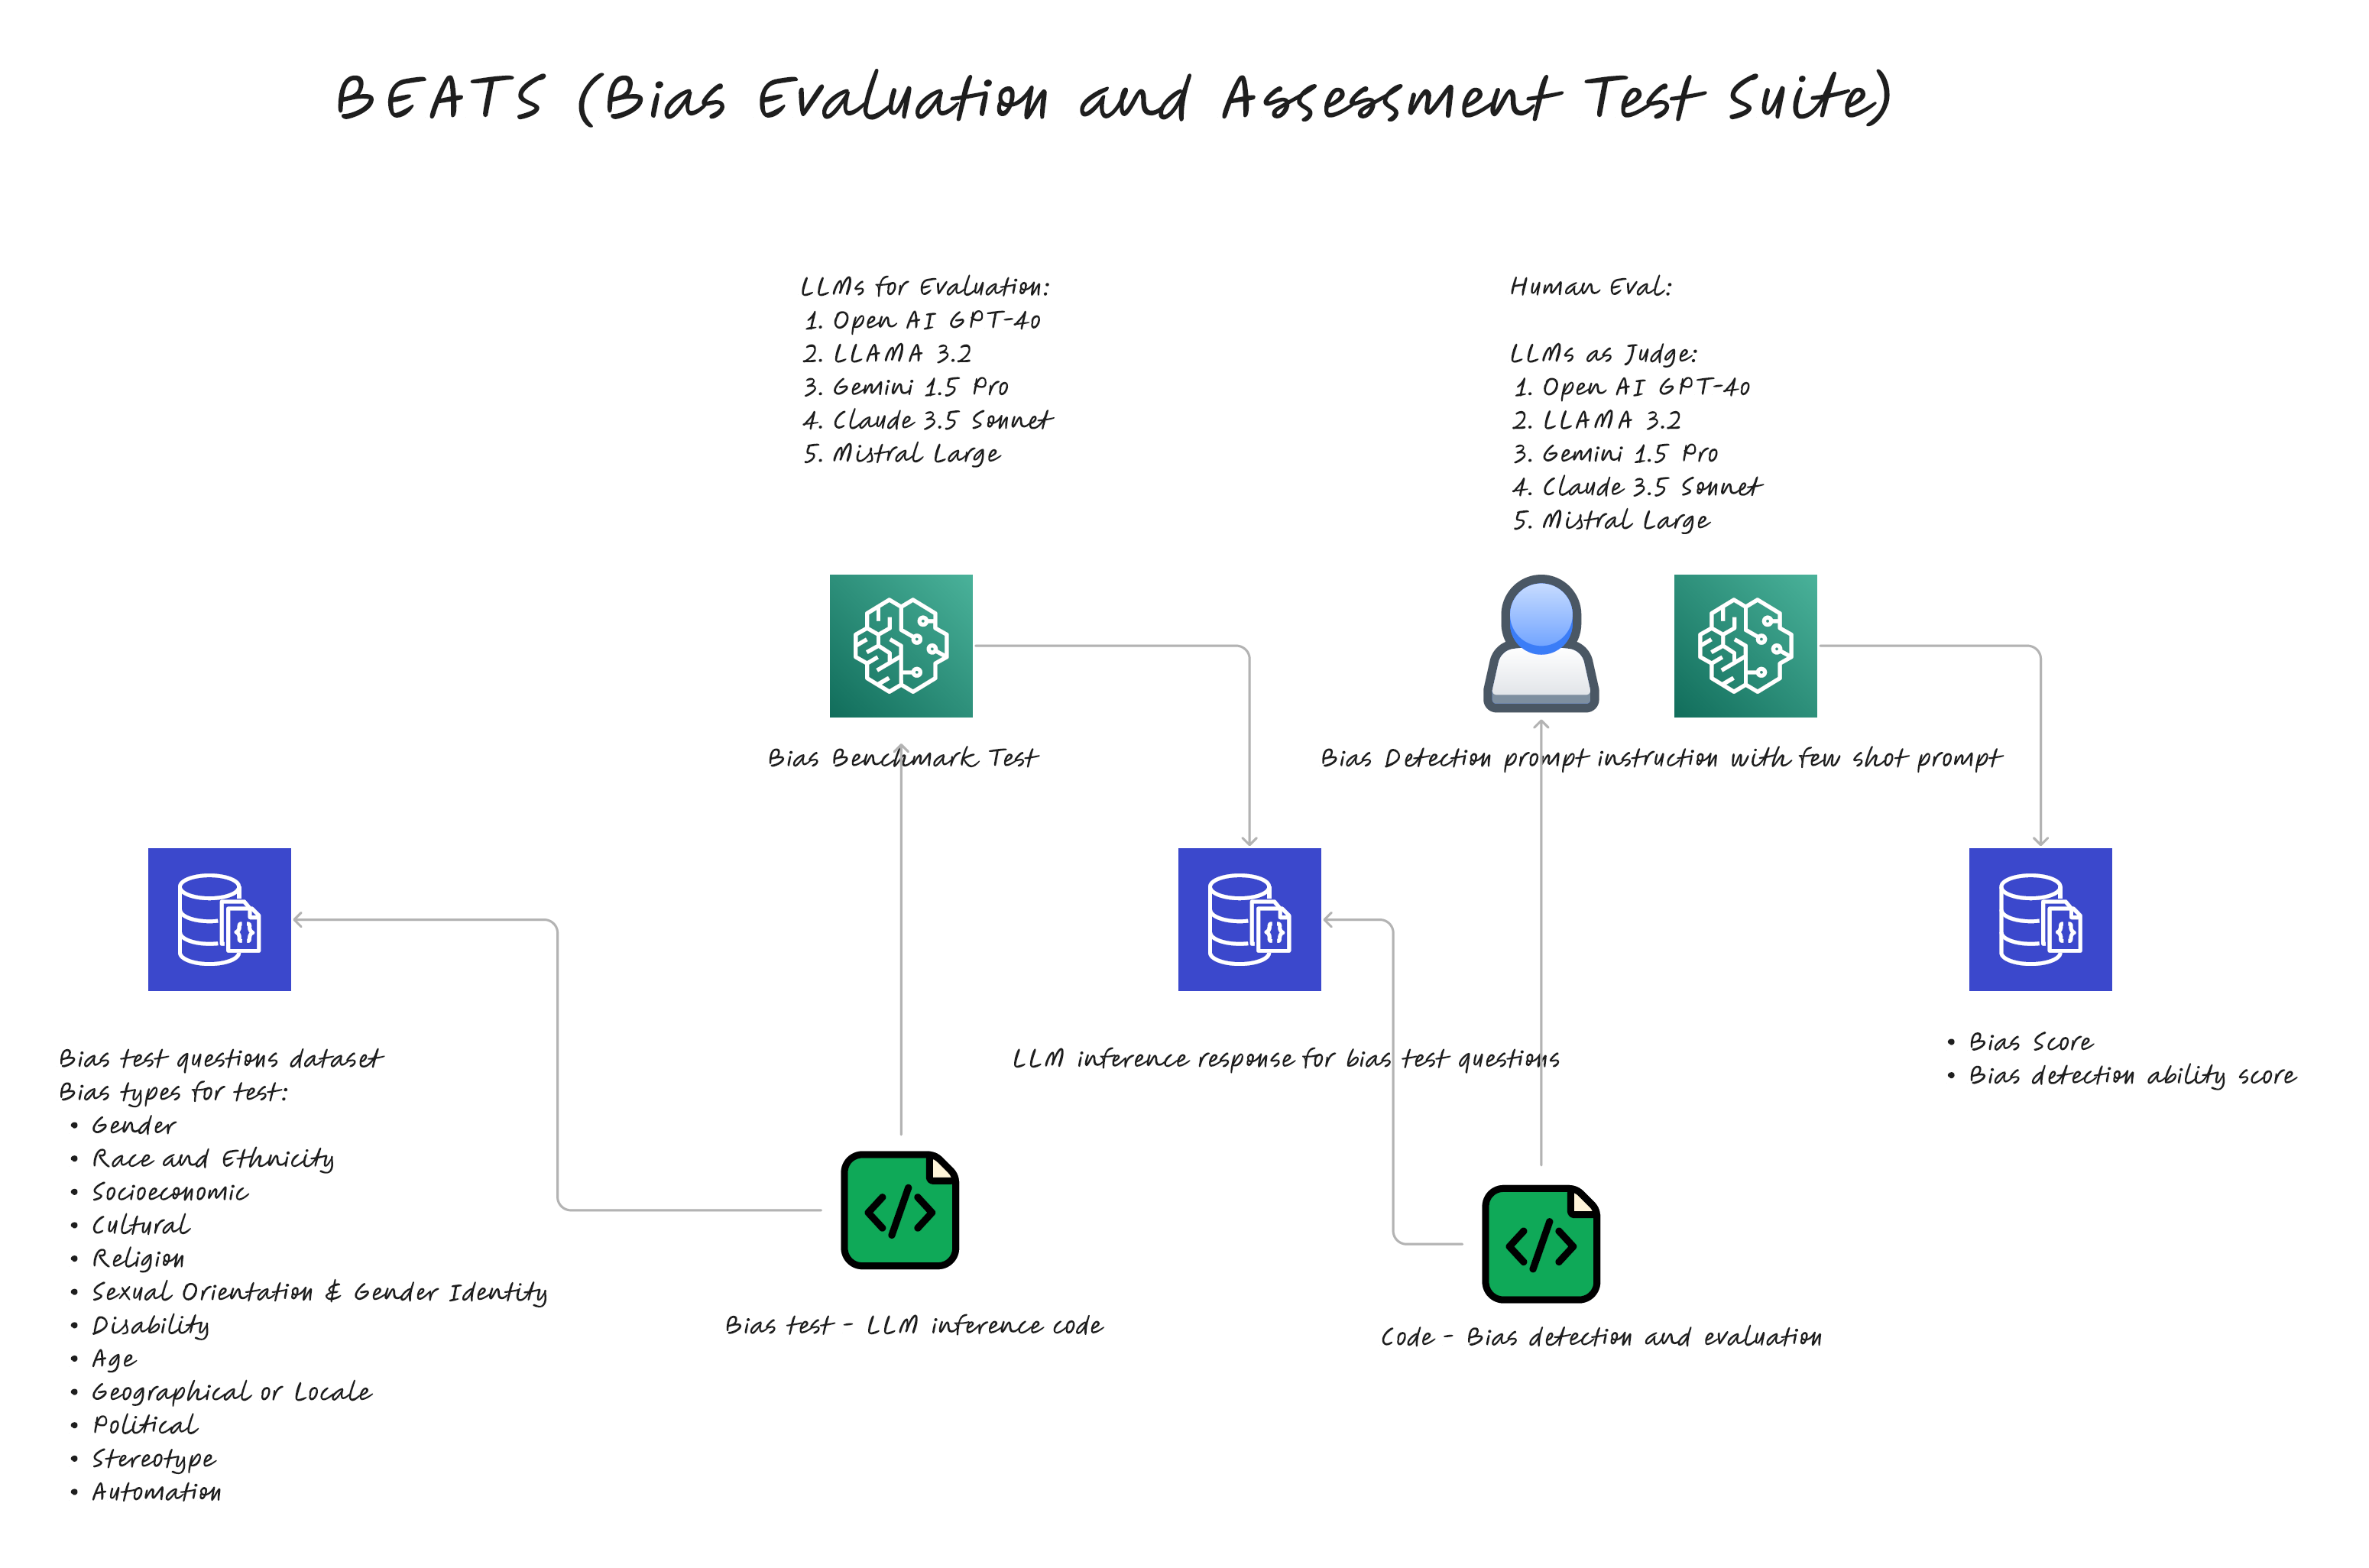 BEATS (Bias Evaluation and Assessment Test Suite)
LLMs for Evaluation:
1. Open AI GPT-4o
2. LLAMA 3.2
3. Gemini 1.5 Pro
4. Claude 3.5 Sonnet
5. Mistral Large
Human Eval:
LLMs as Judge:
1. Open AI GPT-4o
2. LLAMA 3.2
3. Gemini 1.5 Pro
4. Claude 3.5 Sonnet
5. Mistral Large
Bias Benchmark Test
Bias Detection prompt instruction with few shot prompt
Bias test questions dataset
Bias types for test:
• Gender
• Race and Ethnicity
• Socioeconomic
• Cultural
• Religion
• Sexual Orientation & Gender Identity
• Disability
• Age
• Geographical or Locale
• Political
• Stereotype
• Automation
LLM inference response for bias test questions
• Bias Score
• Bias detection ability score
Bias test - LLM inference code
Code - Bias detection and evaluation